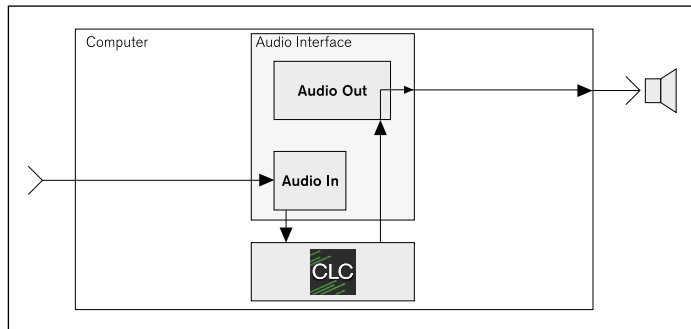 Computer
Audio Interface
Audio Out
Audio In
CLC